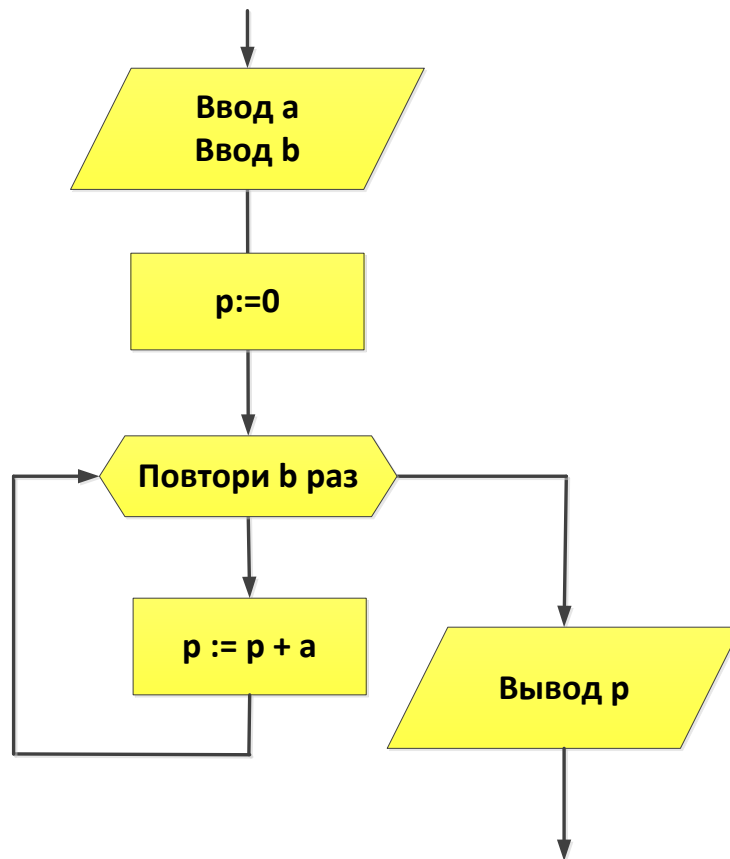 Ввод a
Ввод b
p:=0
Повтори b раз
p := p + a
Вывод p